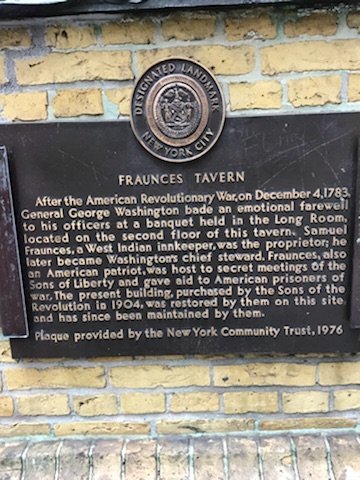 DESIGNATED LANDMARK
NEW YORK CITY
FRAUNCES TAVERN
After the American Revolutionary War, on December 4, 1783,
General George Washington bade an emotional farewell
to his officers at a banquet held in the Long Room,
located on the second floor of this tavern. Samuel
Fraunces, a West Indian innkeeper, was the proprietor; he
later became Washington's chief steward. Fraunces, also
an American patriot, was host to secret meetings of the
Sons of Liberty and gave aid to American prisoners of
war. The present building, purchased by the Sons of the
Revolution in 1904, was restored by them on this site
and has since been maintained by them.
Plaque provided by the New York Community Trust, 1976